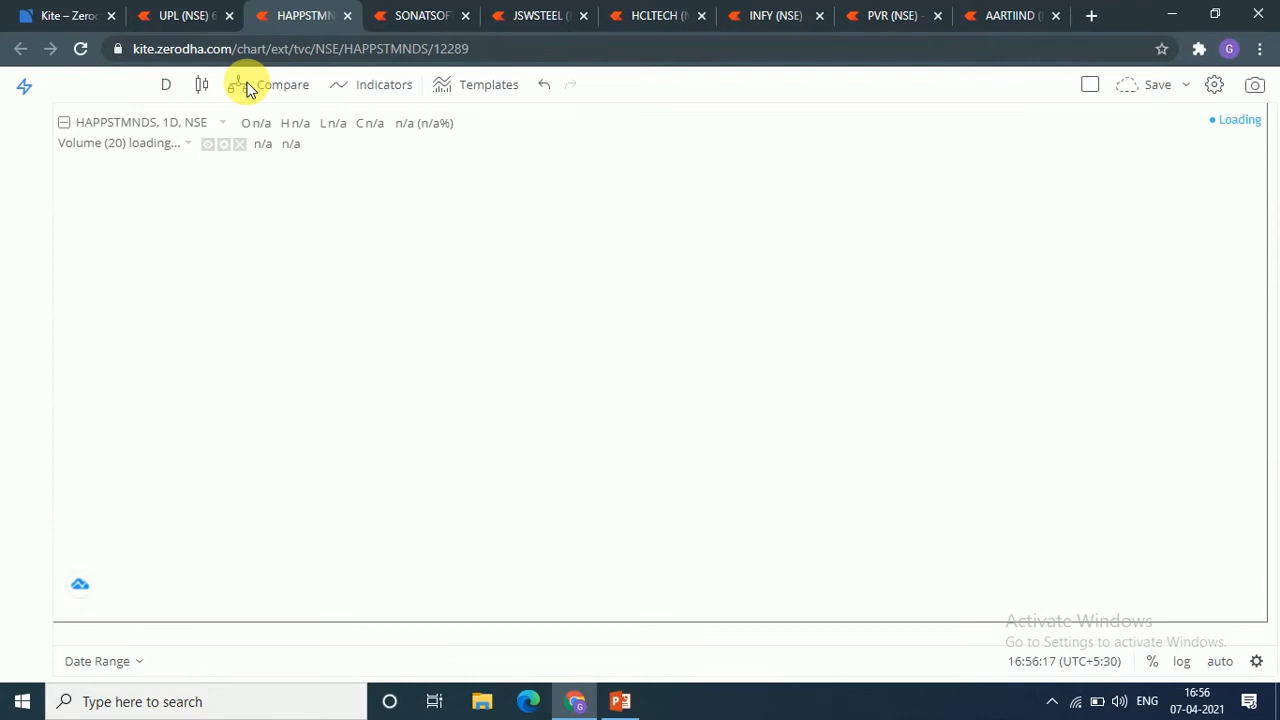 Kite – Zero
UPL (NSE) 6
HAPPSTMN
SONATSOF
JSWSTEEL (
HCLTECH (N
INFY (NSE)
PVR (NSE) –
AARTIIND (
kite.zerodha.com/chart/ext/tvc/NSE/HAPPSTMNDS/12289
G
D
Compare
Indicators
Templates
Save
HAPPSTMNDS, 1D, NSE
O n/a H n/a L n/a C n/a n/a (n/a%)
Loading
Volume (20) loading...
n/a n/a
Activate Windows
Go to Settings to activate Windows.
Date Range
16:56:17 (UTC+5:30)
%
log
auto
Type here to search
ENG
16:56
07-04-2021